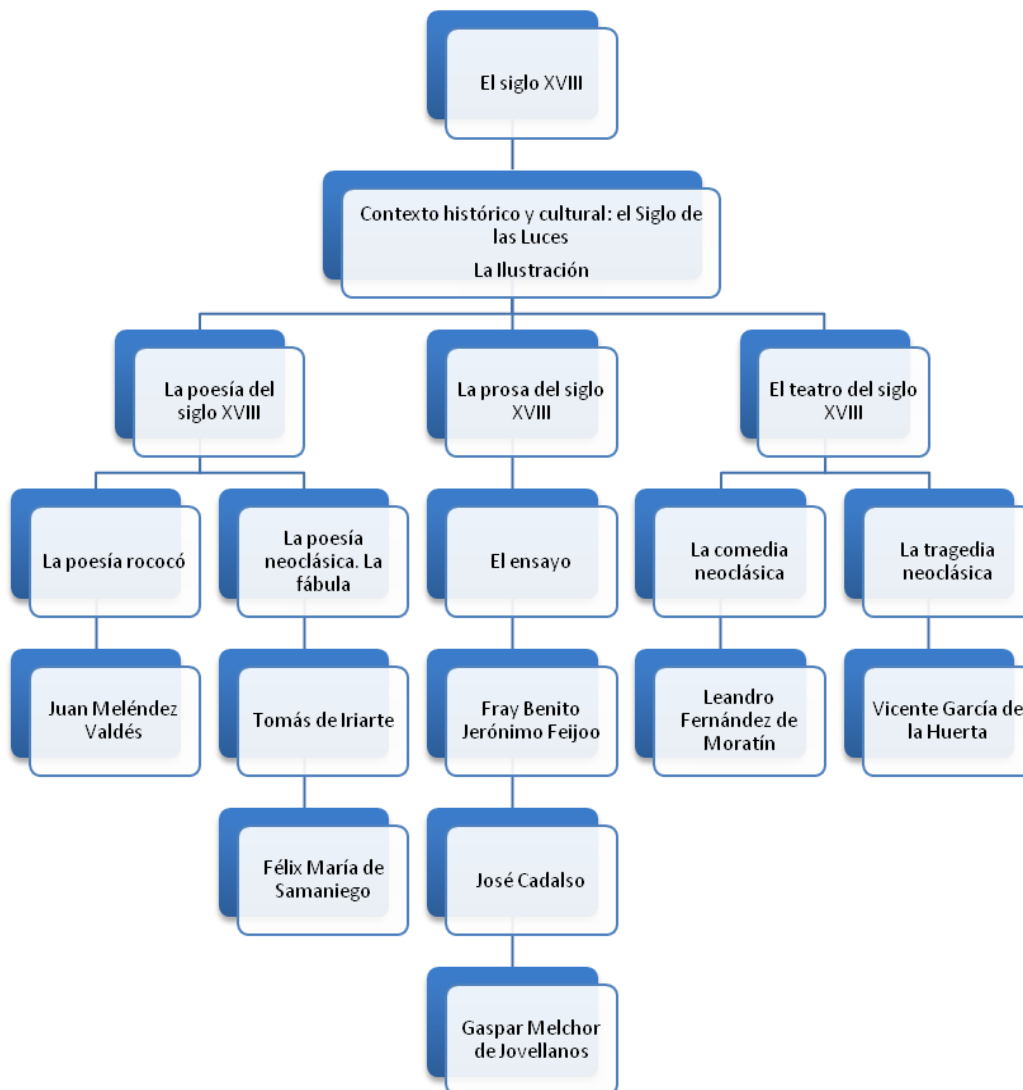 El siglo XVIII
Contexto histórico y cultural: el Siglo de
las Luces
La Ilustración
La poesía del
siglo XVIII
La prosa del siglo
XVIII
El teatro del siglo
XVIII
La poesía rococó
La poesía
neoclásica. La
fábula
El ensayo
La comedia
neoclásica
La tragedia
neoclásica
Juan Meléndez
Valdés
Tomás de Iriarte
Fray Benito
Jerónimo Feijoo
Leandro
Fernández de
Moratín
Vicente García de
la Huerta
Félix María de
Samaniego
José Cadalso
Gaspar Melchor
de Jovellanos